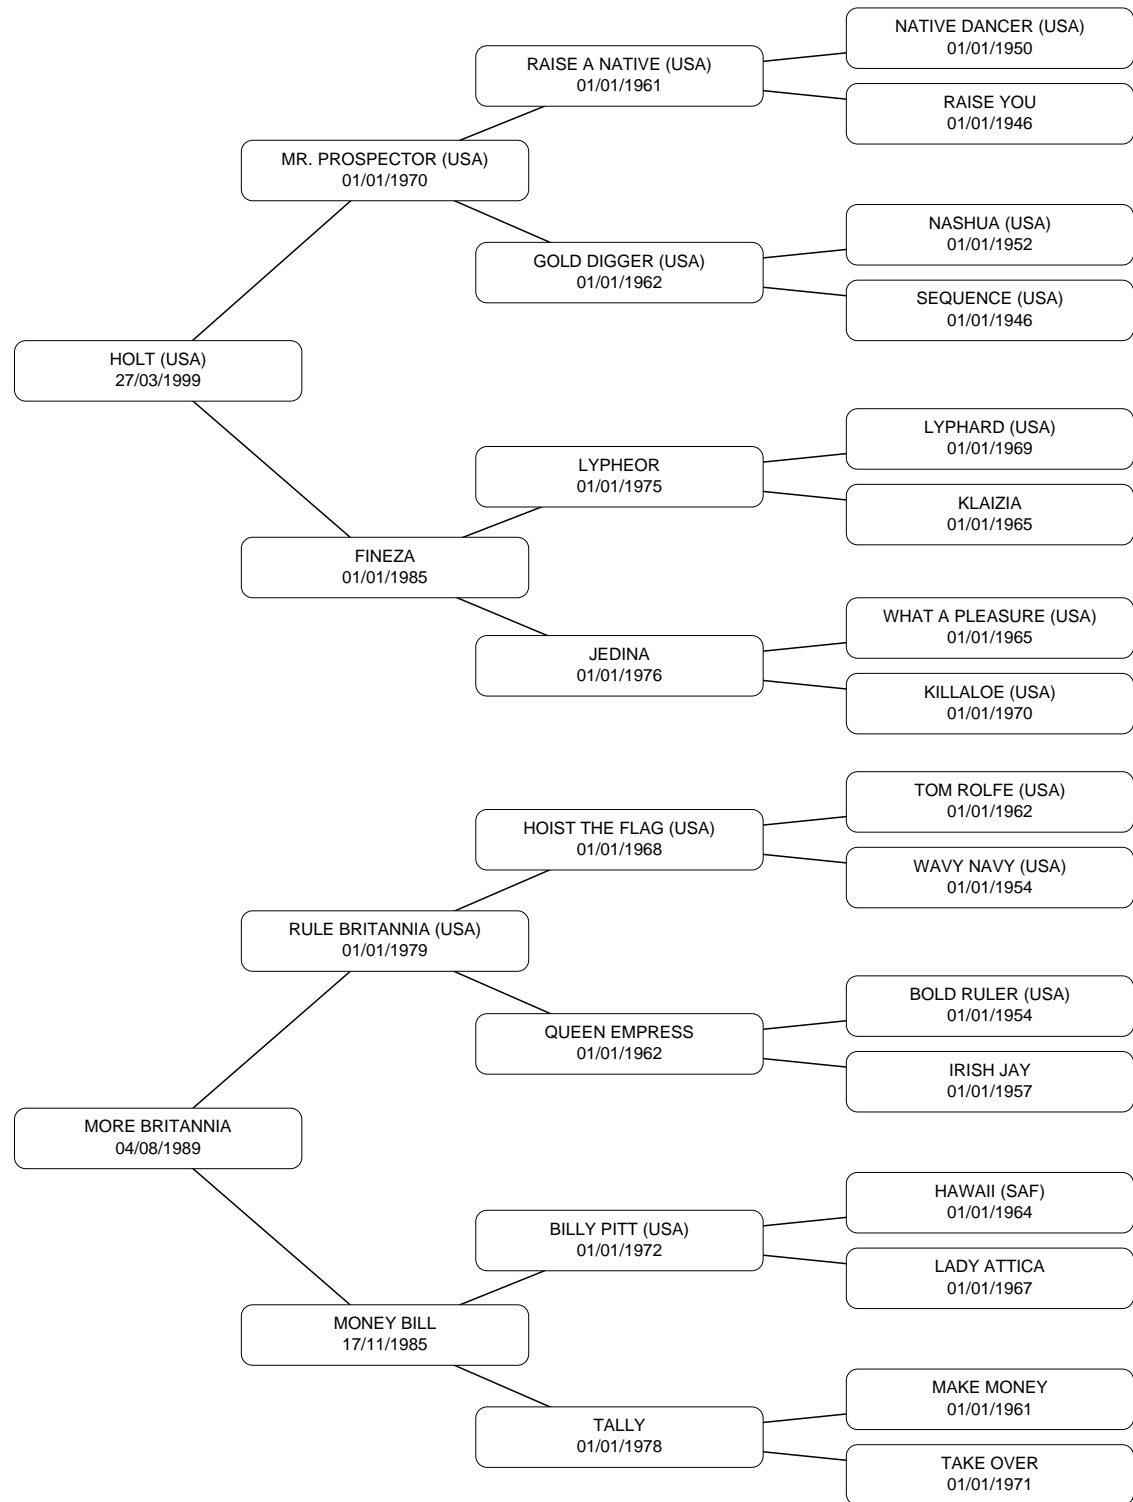 NATIVE DANCER (USA)
01/01/1950
RAISE A NATIVE (USA)
01/01/1961
RAISE YOU
01/01/1946
MR. PROSPECTOR (USA)
01/01/1970
NASHUA (USA)
01/01/1952
GOLD DIGGER (USA)
01/01/1962
SEQUENCE (USA)
01/01/1946
HOLT (USA)
27/03/1999
LYPHARD (USA)
01/01/1969
LYPHEOR
01/01/1975
KLAIZIA
01/01/1965
FINEZA
01/01/1985
WHAT A PLEASURE (USA)
01/01/1965
JEDINA
01/01/1976
KILLALOE (USA)
01/01/1970
TOM ROLFE (USA)
01/01/1962
HOIST THE FLAG (USA)
01/01/1968
WAVY NAVY (USA)
01/01/1954
RULE BRITANNIA (USA)
01/01/1979
BOLD RULER (USA)
01/01/1954
QUEEN EMPRESS
01/01/1962
IRISH JAY
01/01/1957
MORE BRITANNIA
04/08/1989
HAWAII (SAF)
01/01/1964
BILLY PITT (USA)
01/01/1972
LADY ATTICA
01/01/1967
MONEY BILL
17/11/1985
MAKE MONEY
01/01/1961
TALLY
01/01/1978
TAKE OVER
01/01/1971